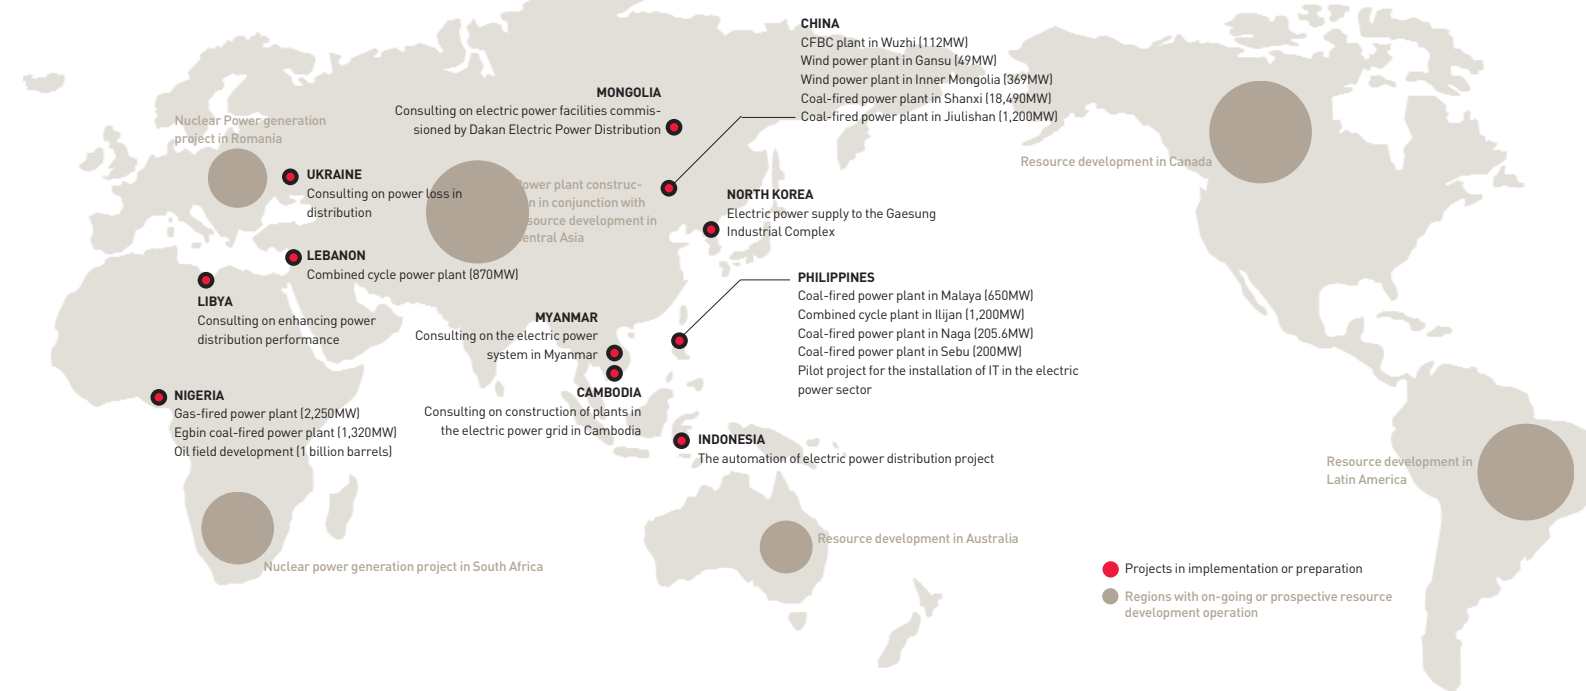 CHINA
CFBC plant in Wuzhi (112MW)
Wind power plant in Gansu (49MW)
Wind power plant in Inner Mongolia (369MW)
Coal-fired power plant in Shanxi (18,490MW)
Coal-fired power plant in Jiulishan (1,200MW)
MONGOLIA
Consulting on electric power facilities commis-
sioned by Dakan Electric Power Distribution
Nuclear Power generation
project in Romania
Resource development in Canada
UKRAINE
Consulting on power loss in
distribution
Power plant construc-
n in conjunction with
source development in
entral Asia
NORTH KOREA
Electric power supply to the Gaesung
Industrial Complex
LEBANON
Combined cycle power plant (870MW)
LIBYA
Consulting on enhancing power
distribution performance
PHILIPPINES
Coal-fired power plant in Malaya (650MW)
Combined cycle plant in Ilijan (1,200MW)
Coal-fired power plant in Naga (205.6MW)
Coal-fired power plant in Sebu (200MW)
Pilot project for the installation of IT in the electric
power sector
MYANMAR
Consulting on the electric power
system in Myanmar
CAMBODIA
Consulting on construction of plants in
the electric power grid in Cambodia
NIGERIA
Gas-fired power plant (2,250MW)
Egbin coal-fired power plant (1,320MW)
Oil field development (1 billion barrels)
INDONESIA
The automation of electric power distribution project
Resource development in
Latin America
Resource development in Australia
Nuclear power generation project in South Africa
Projects in implementation or preparation
Regions with on-going or prospective resource
development operation